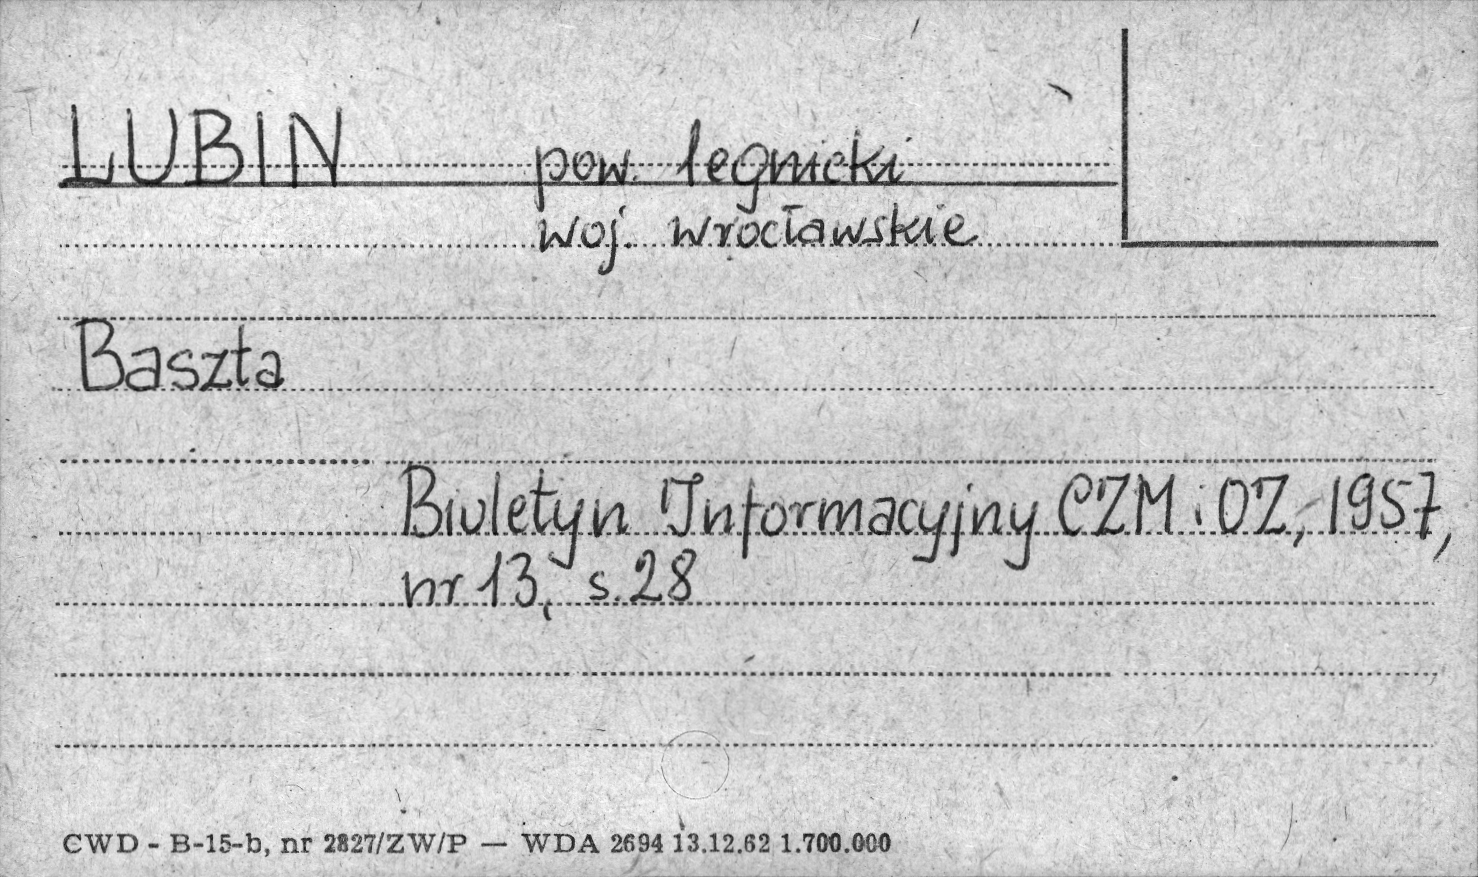 LUBIN pow. legnicki
woj. wrocławskie
Baszta
Biuletyn Informacyjny CZM i OZ, 1957,
nr 13, s. 28
CWD - B-15-b, nr 2827/ZW/P — WDA 2694 13.12.62 1.700.000